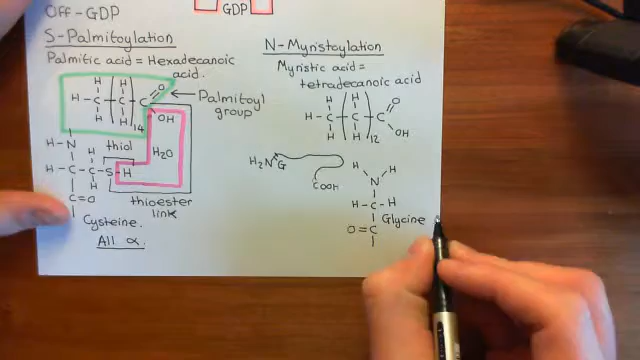 OFF-GDP
GDP
S-Palmitoylation
Palmitic acid = Hexadecanoic
acid.
H H
H-C-C-C=O
H H
14
OH
Palmitoyl
group
thiol
H-N H
H-C-C-S-H
H
H2O
C=O
thioester
link
Cysteine.
All α.
N-Myristoylation
Myristic acid =
tetradecanoic acid
H H
H-C-C-C=O
H H
12
OH
H2N G
COOH
H H
N
H-C-H
Glycine
O=C